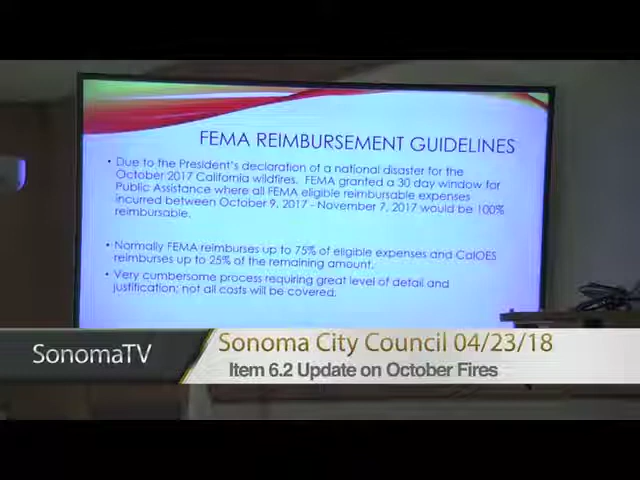 FEMA REIMBURSEMENT GUIDELINES
• Due to the President's declaration of a national disaster for the
October 2017 California wildfires. FEMA granted a 30 day window for
Public Assistance where all FEMA eligible reimbursable expenses
incurred between October 9, 2017 - November 7, 2017 would be 100%
reimbursable.
• Normally FEMA reimburses up to 75% of eligible expenses and CalOES
reimburses up to 25% of the remaining amount.
• Very cumbersome process requiring great level of detail and
justification; not all costs will be covered.
SonomaTV
Sonoma City Council 04/23/18
Item 6.2 Update on October Fires